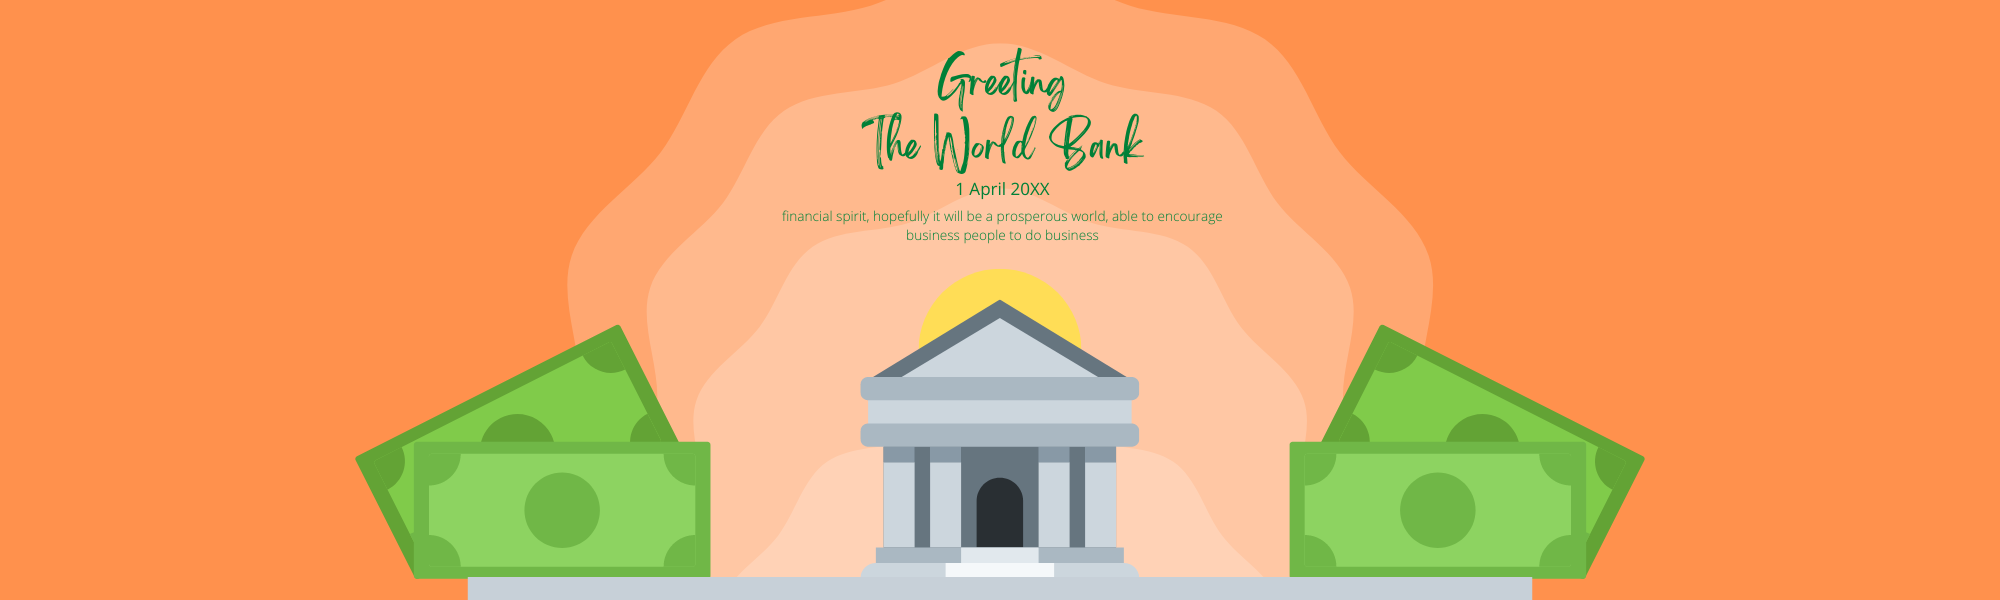 Greeting
The World Bank
1 April 20XX
financial spirit, hopefully it will be a prosperous world, able to encourage
business people to do business